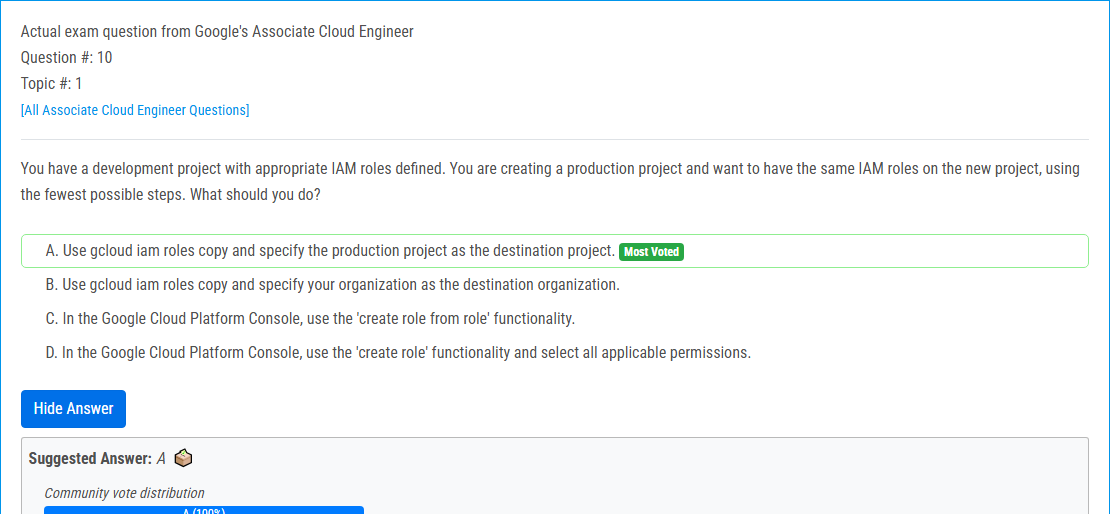 Actual exam question from Google's Associate Cloud Engineer
Question #: 10
Topic #: 1
[All Associate Cloud Engineer Questions]
You have a development project with appropriate IAM roles defined. You are creating a production project and want to have the same IAM roles on the new project, using
the fewest possible steps. What should you do?
A. Use gcloud iam roles copy and specify the production project as the destination project. Most Voted
B. Use gcloud iam roles copy and specify your organization as the destination organization.
C. In the Google Cloud Platform Console, use the 'create role from role' functionality.
D. In the Google Cloud Platform Console, use the 'create role' functionality and select all applicable permissions.
Hide Answer
Suggested Answer: A
Community vote distribution
A (100%)